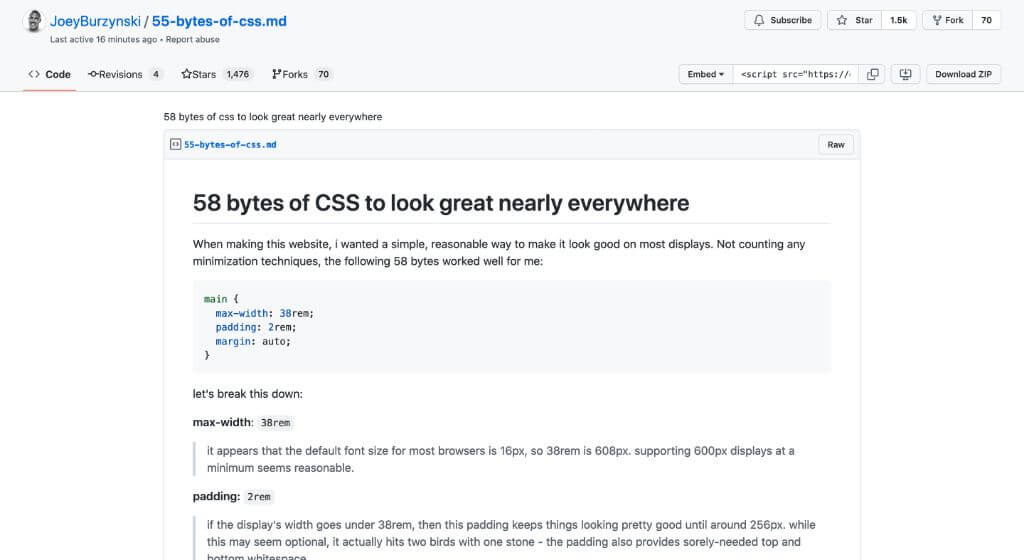 JoeyBurzynski / 55-bytes-of-css.md
Subscribe
Star 1.5k
Fork 70
Last active 16 minutes ago • Report abuse
<> Code
Revisions 4
Stars 1,476
Forks 70
Embed
<script src="https://
Download ZIP
58 bytes of css to look great nearly everywhere
55-bytes-of-css.md
Raw
58 bytes of CSS to look great nearly everywhere
When making this website, i wanted a simple, reasonable way to make it look good on most displays. Not counting any
minimization techniques, the following 58 bytes worked well for me:
main {
  max-width: 38rem;
  padding: 2rem;
  margin: auto;
}
let's break this down:
max-width: 38rem
it appears that the default font size for most browsers is 16px, so 38rem is 608px. supporting 600px displays at a
minimum seems reasonable.
padding: 2rem
if the display's width goes under 38rem, then this padding keeps things looking pretty good until around 256px. while
this may seem optional, it actually hits two birds with one stone - the padding also provides sorely-needed top and
bottom whitespace.